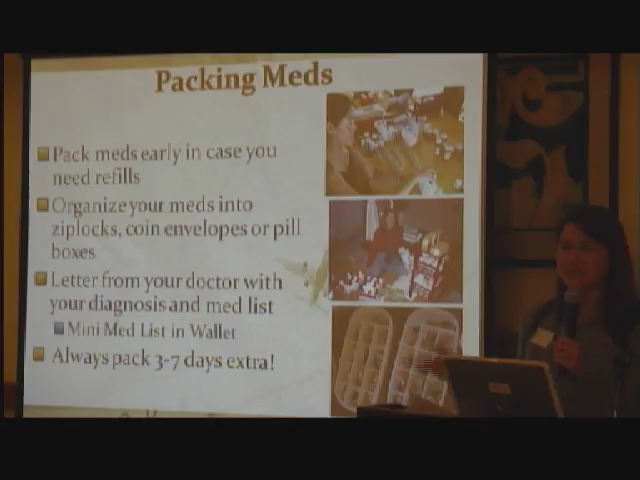 Packing Meds
Pack meds early in case you
need refills
Organize your meds into
ziplocks, coin envelopes or pill
boxes
Letter from your doctor with
your diagnosis and med list
Mini Med List in Wallet
Always pack 3-7 days extra!